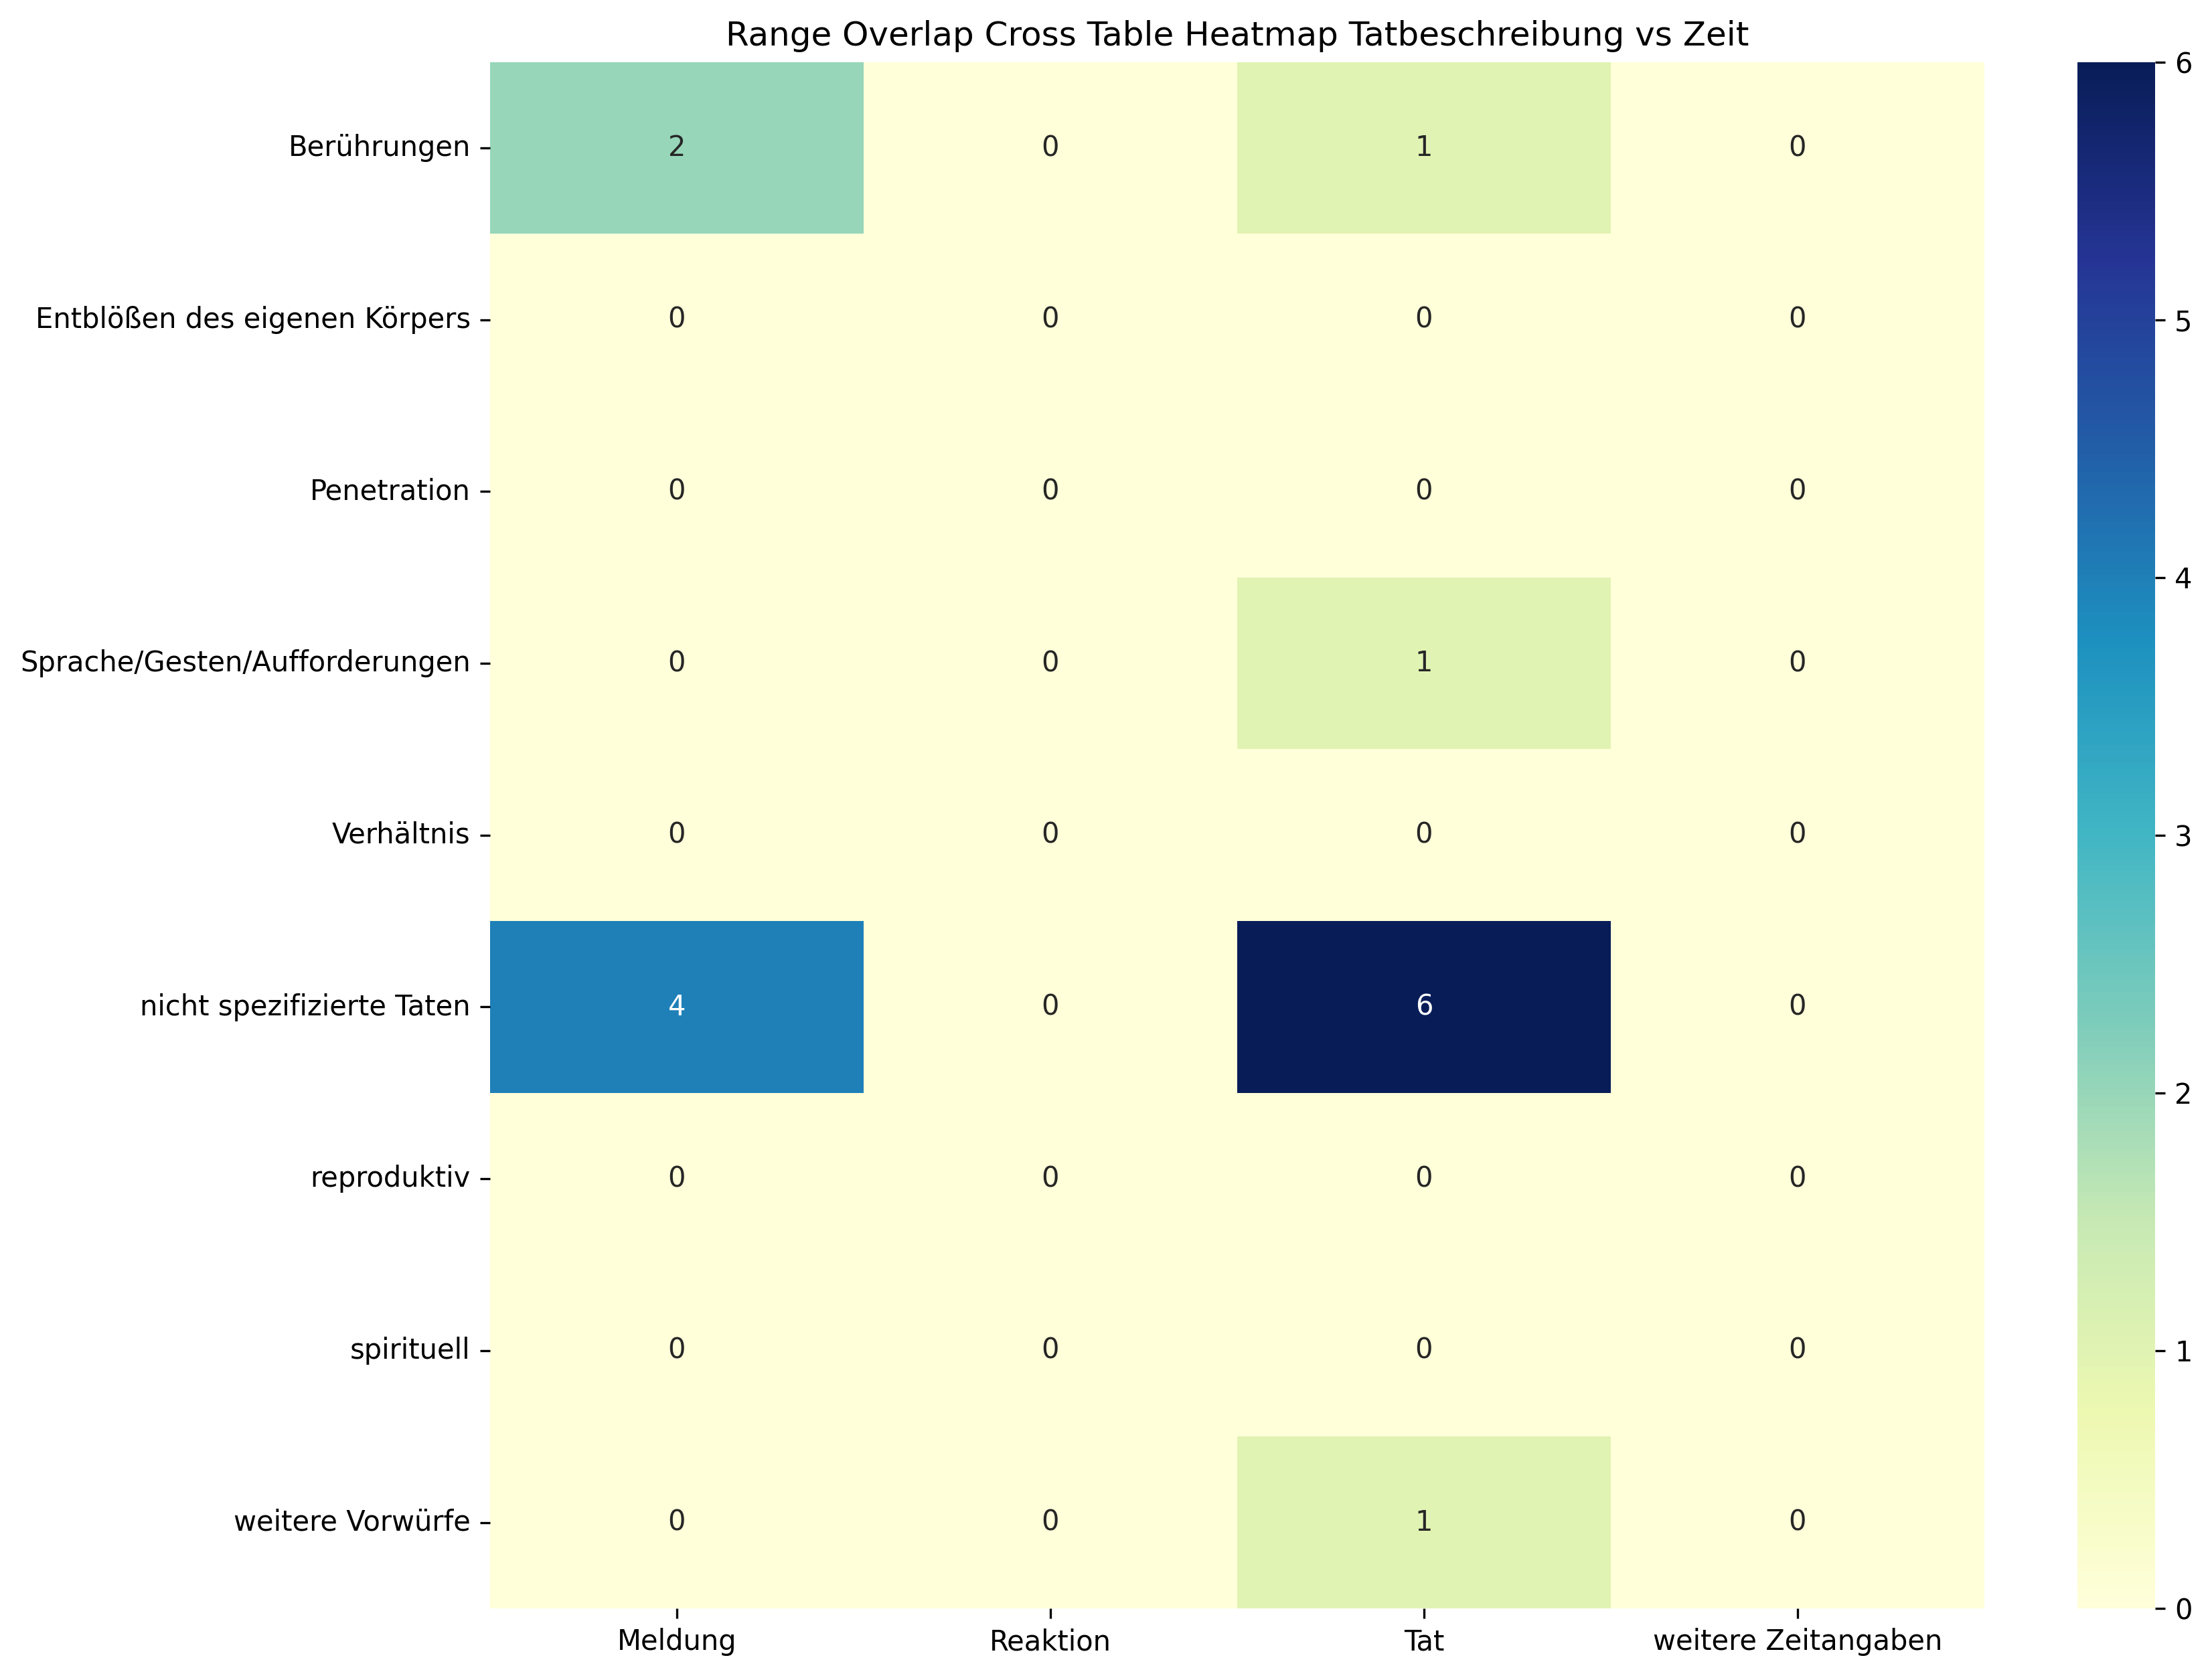 Range Overlap Cross Table Heatmap Tatbeschreibung vs Zeit
Berührungen 2 0 1 0
Entblößen des eigenen Körpers 0 0 0 0
Penetration 0 0 0 0
Sprache/Gesten/Aufforderungen 0 0 1 0
Verhältnis 0 0 0 0
nicht spezifizierte Taten 4 0 6 0
reproduktiv 0 0 0 0
spirituell 0 0 0 0
weitere Vorwürfe 0 0 1 0
Meldung Reaktion Tat weitere Zeitangaben
6
5
4
3
2
1
0